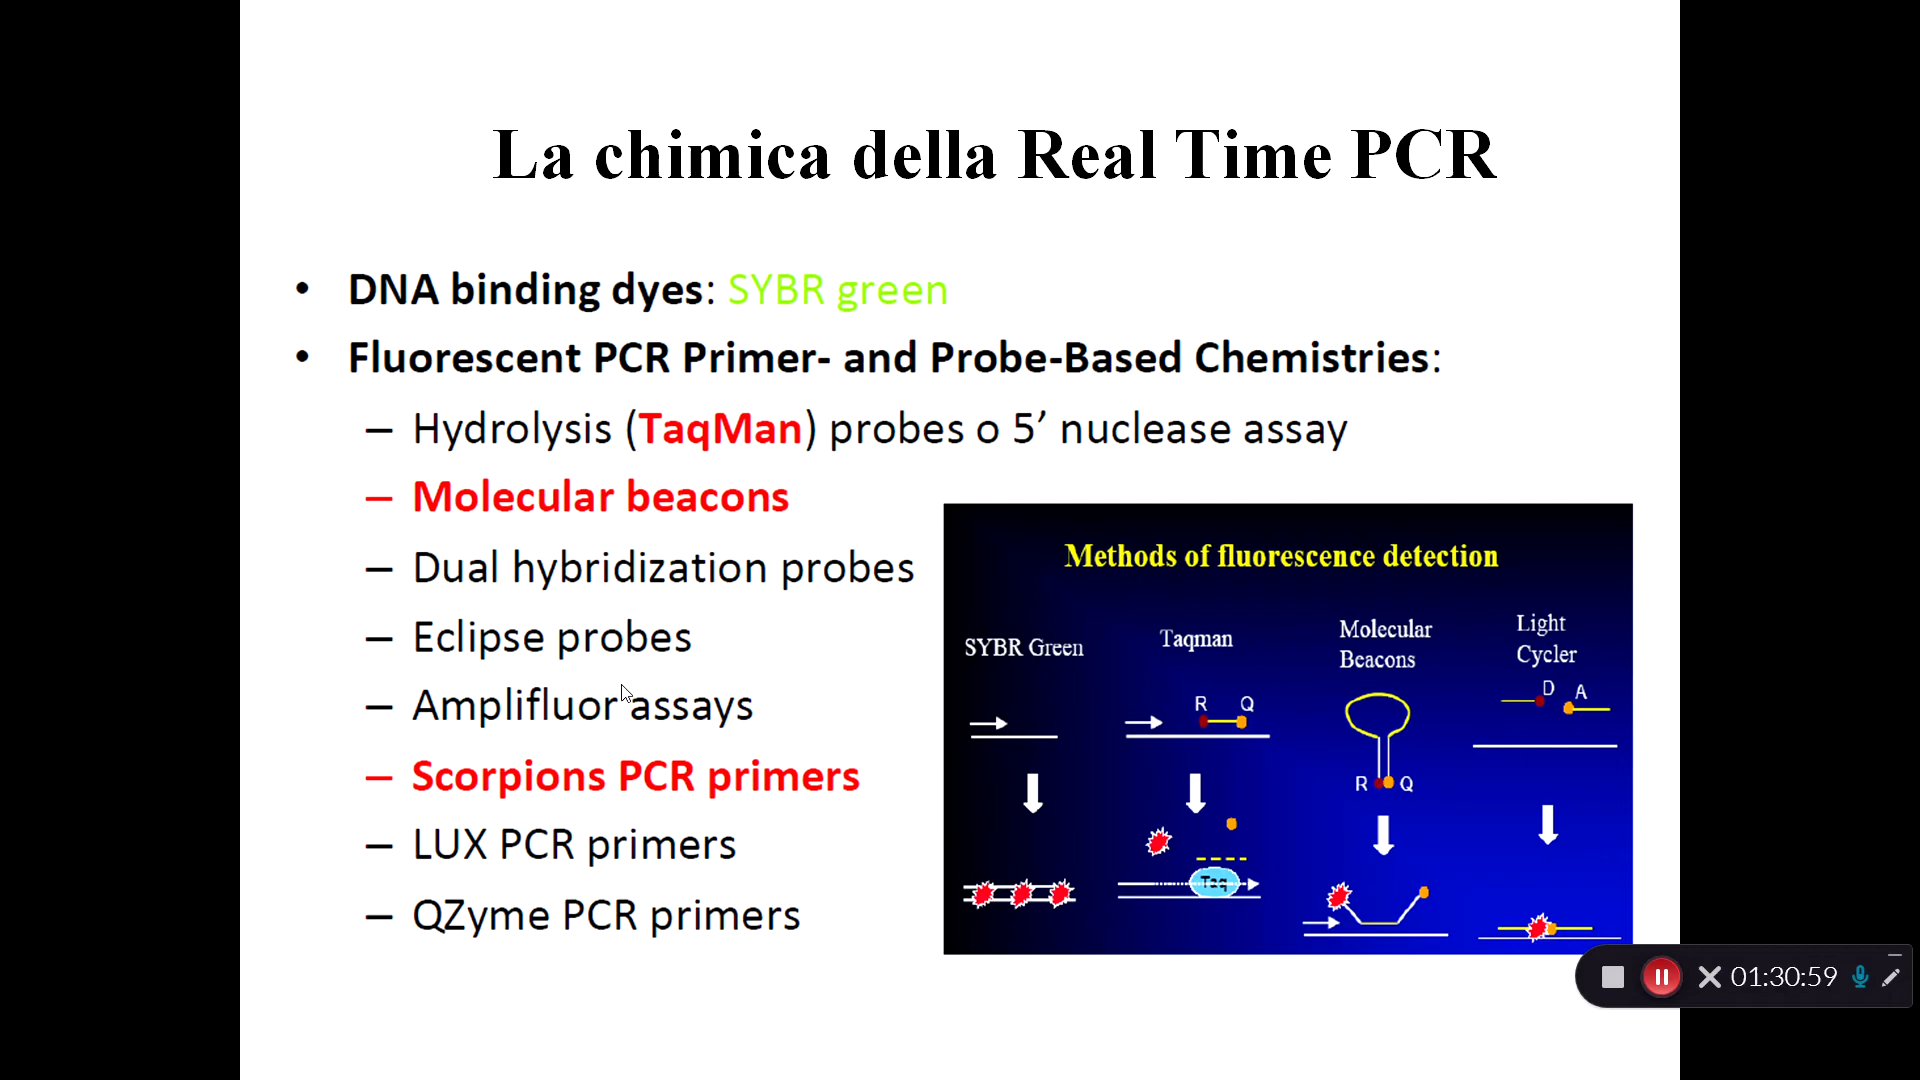 La chimica della Real Time PCR
• DNA binding dyes: SYBR green
• Fluorescent PCR Primer- and Probe-Based Chemistries:
– Hydrolysis (TaqMan) probes o 5’ nuclease assay
– Molecular beacons
– Dual hybridization probes
– Eclipse probes
– Amplifluor assays
– Scorpions PCR primers
– LUX PCR primers
– QZyme PCR primers
Methods of fluorescence detection
SYBR Green
Taqman
R Q
Taq
Molecular
Beacons
R Q
Light
Cycler
D A
01:30:59